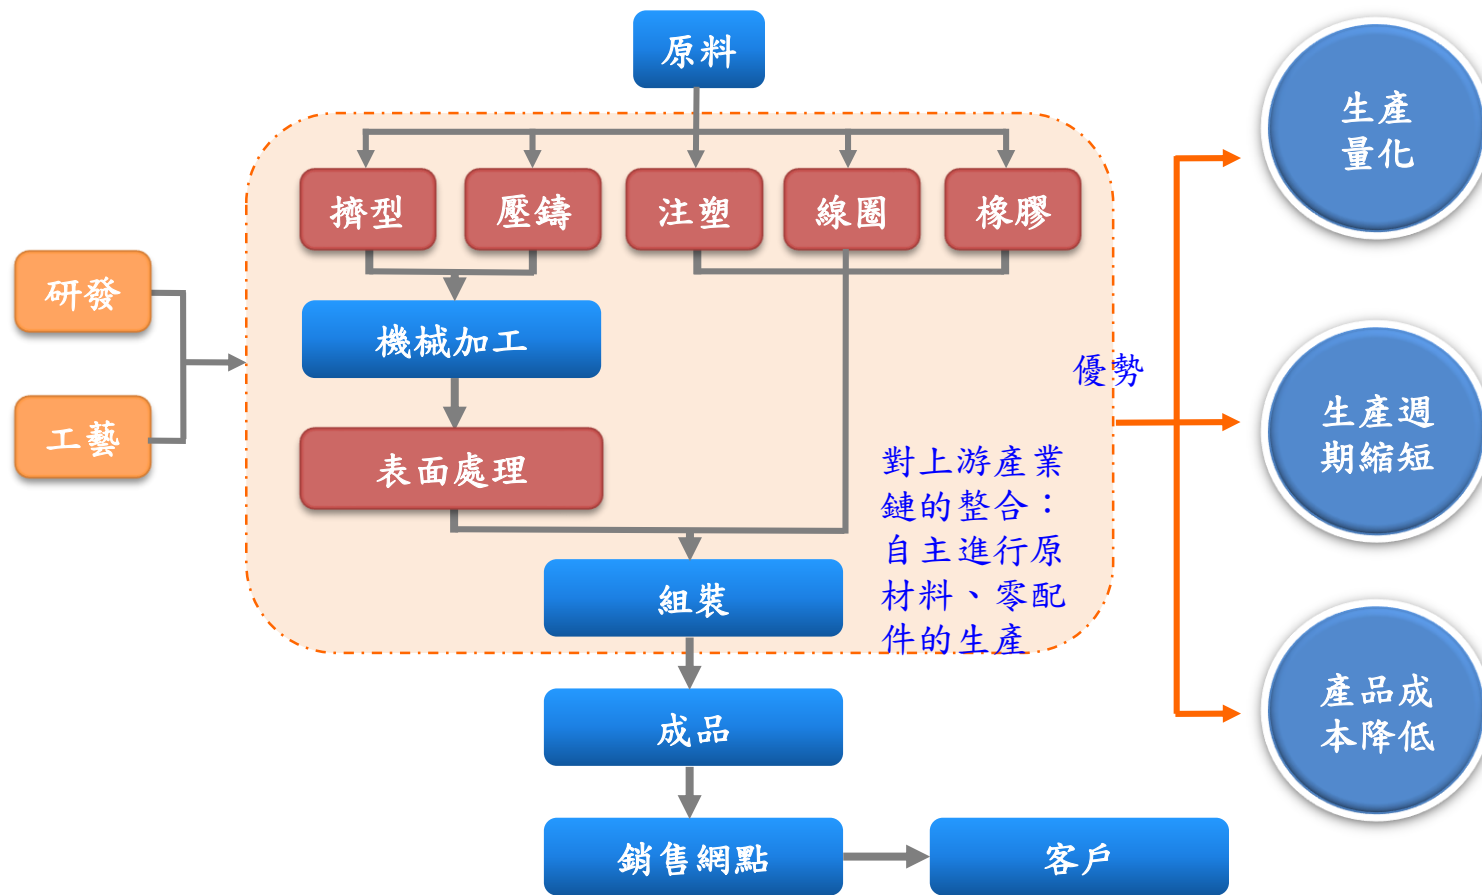 原料
擠型
壓鑄
注塑
線圈
橡膠
研發
工藝
機械加工
表面處理
組裝
成品
銷售網點
客戶
對上游產業
鏈的整合：
自主進行原
材料、零配
件的生產
優勢
生產
量化
生產週
期縮短
產品成
本降低